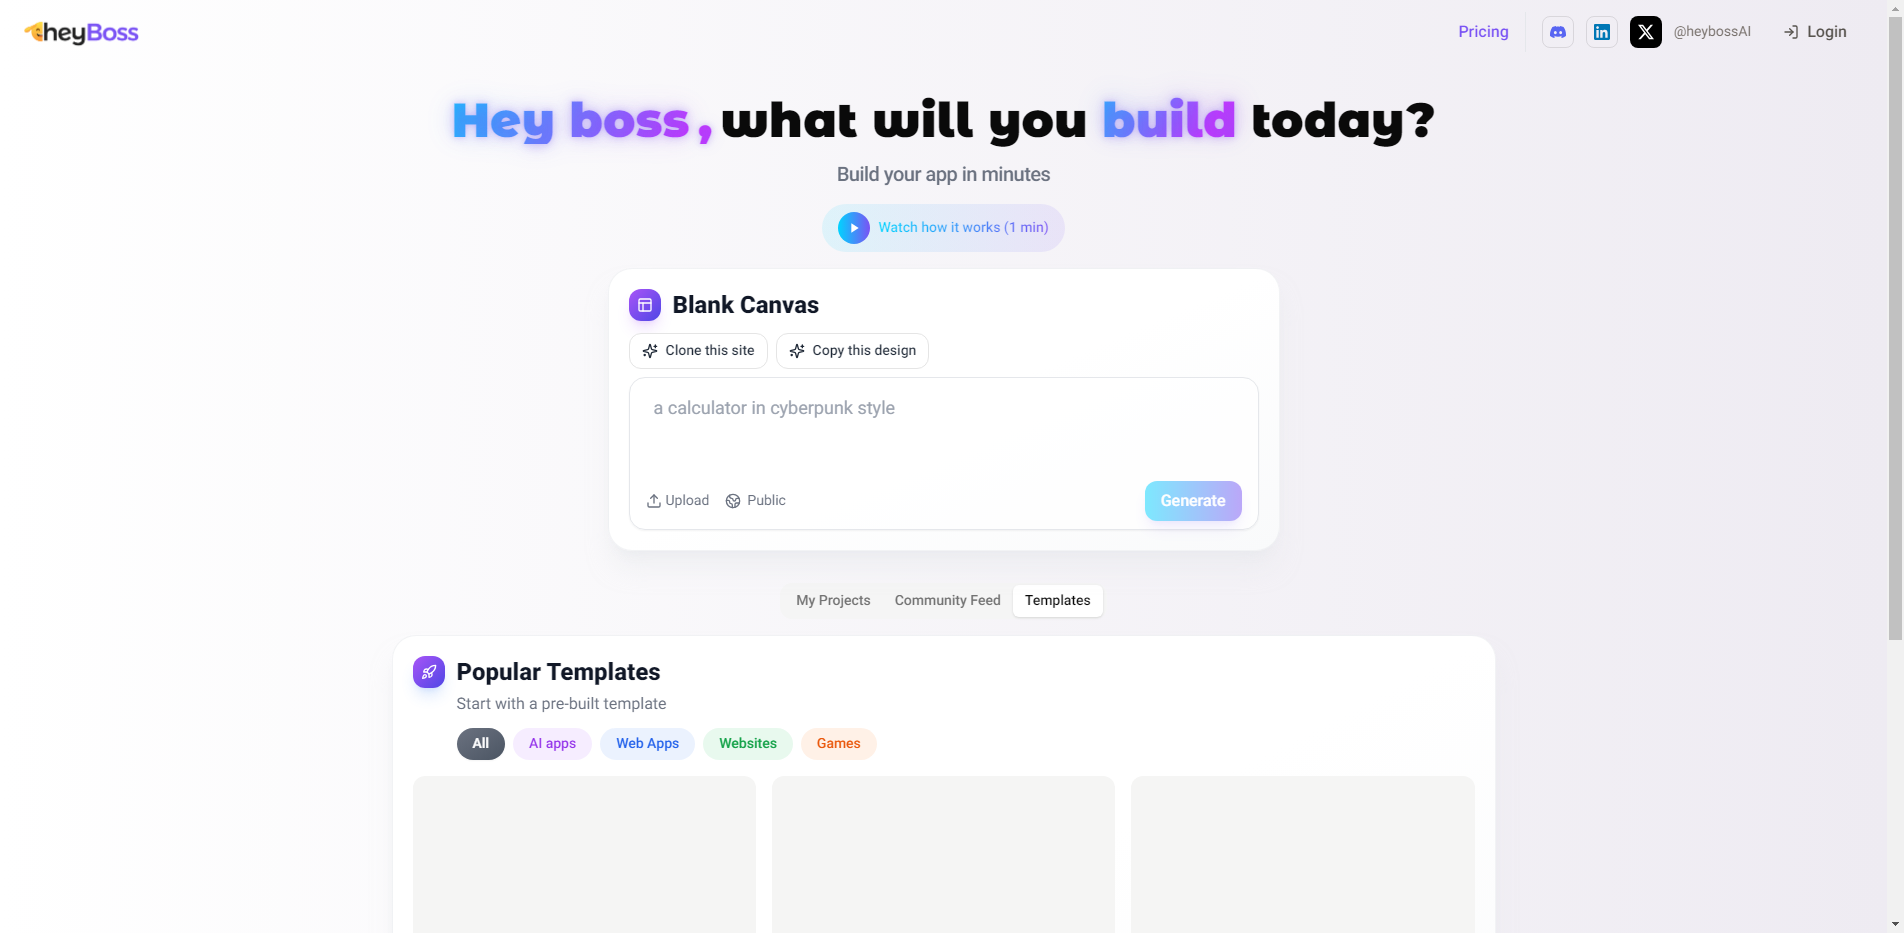 heyBoss
Pricing
in
@heybossAI
Login
Hey boss, what will you build today?
Build your app in minutes
Watch how it works (1 min)
Blank Canvas
Clone this site
Copy this design
a calculator in cyberpunk style
Upload
Public
Generate
My Projects
Community Feed
Templates
Popular Templates
Start with a pre-built template
All
AI apps
Web Apps
Websites
Games